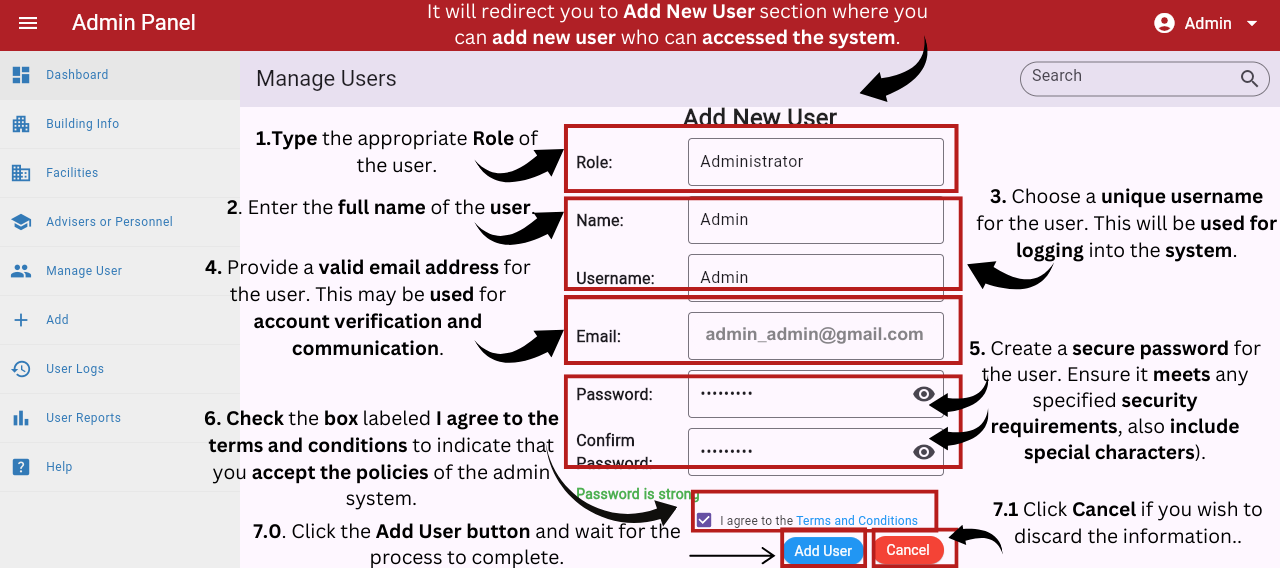 Admin Panel
It will redirect you to Add New User section where you
can add new user who can accessed the system.
Admin
Dashboard
Building Info
Facilities
Advisers or Personnel
Manage User
Add
User Logs
User Reports
Help
Manage Users
Search
Add New User
1.Type the appropriate Role of
the user.
Role:
Administrator
2. Enter the full name of the user.
Name:
Admin
3. Choose a unique username
for the user. This will be used for
logging into the system.
Username:
Admin
4. Provide a valid email address for
the user. This may be used for
account verification and
communication.
Email:
admin_admin@gmail.com
5. Create a secure password for
the user. Ensure it meets any
specified security
requirements, also include
special characters).
Password:
•••••••••
Confirm
Password:
•••••••••
6. Check the box labeled I agree to the
terms and conditions to indicate that
you accept the policies of the admin
system.
Password is strong
I agree to the Terms and Conditions
7.0. Click the Add User button and wait for the
process to complete.
Add User
Cancel
7.1 Click Cancel if you wish to
discard the information..